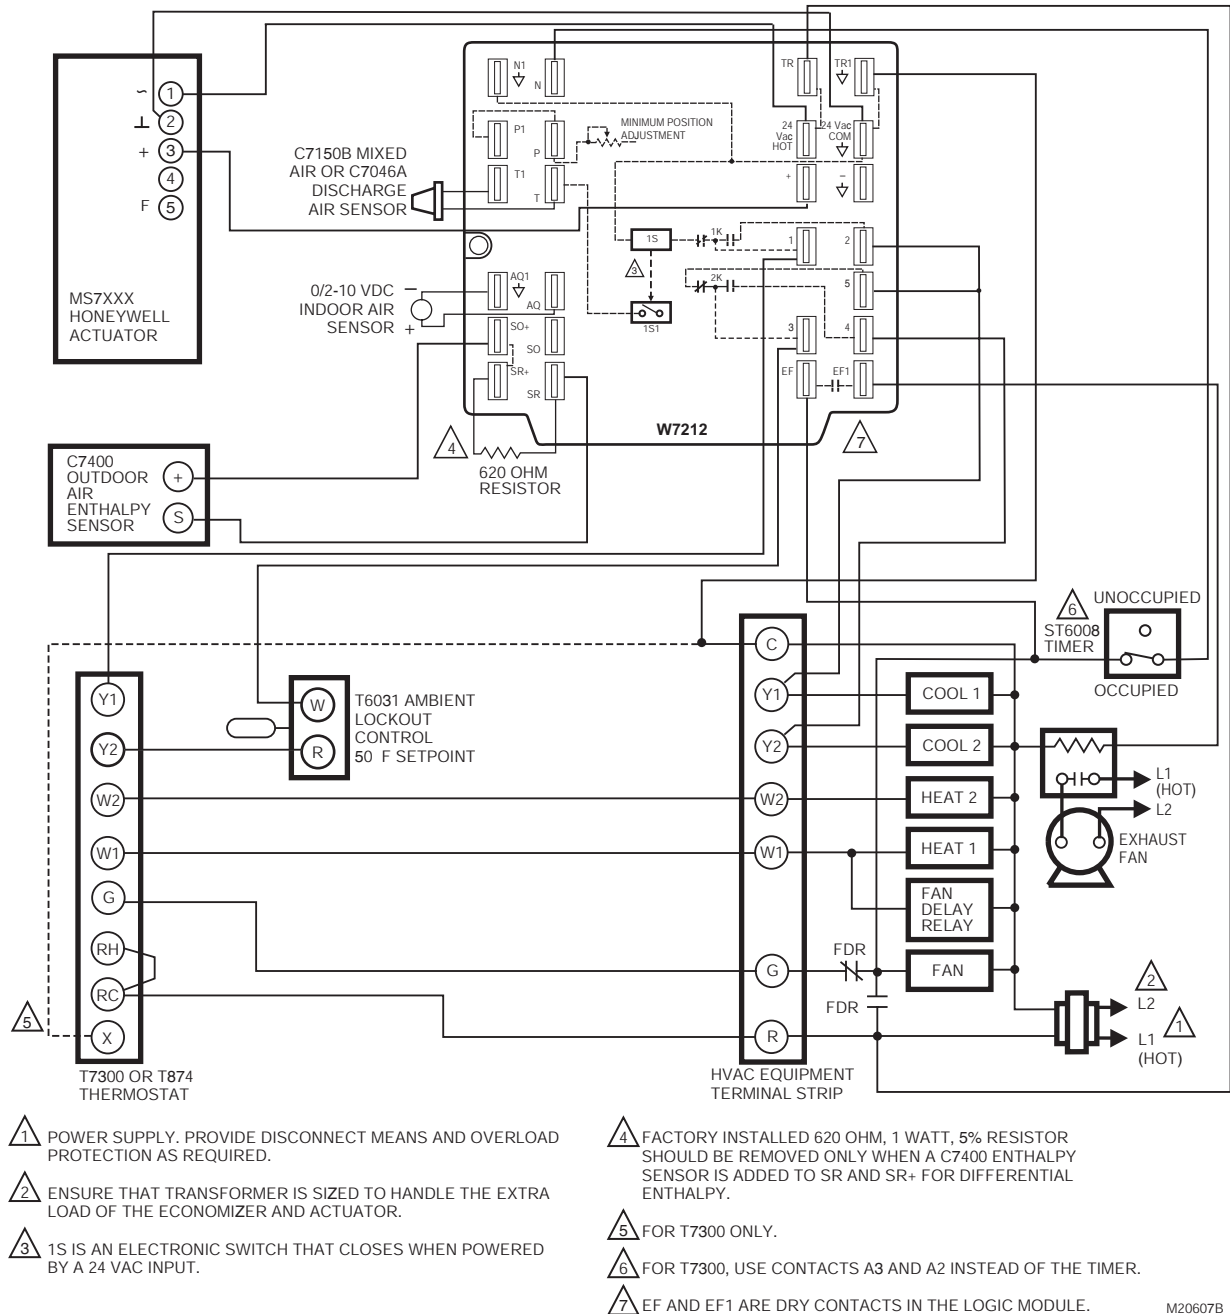 ~ 1
⊥ 2
+ 3
4
F 5
MS7XXX
HONEYWELL
ACTUATOR
N1
N
TR
TR1
P1
P
MINIMUM POSITION
ADJUSTMENT
24
Vac
HOT
24 Vac
COM
C7150B MIXED
AIR OR C7046A
DISCHARGE
AIR SENSOR
T1
T
+
−
1S
1K
1
2
3
2K
5
1S1
3
4
0/2-10 VDC
INDOOR AIR
SENSOR
−
+
AQ1
AQ
SO+
SO
SR+
SR
EF
EF1
W7212
4
7
620 OHM
RESISTOR
C7400
OUTDOOR
AIR
ENTHALPY
SENSOR
+
S
6
UNOCCUPIED
ST6008
TIMER
OCCUPIED
Y1
Y2
W2
W1
G
RH
RC
X
5
T7300 OR T874
THERMOSTAT
W
R
T6031 AMBIENT
LOCKOUT
CONTROL
50 F SETPOINT
C
Y1
Y2
W2
W1
G
R
HVAC EQUIPMENT
TERMINAL STRIP
COOL 1
COOL 2
HEAT 2
HEAT 1
FAN
DELAY
RELAY
FAN
FDR
FDR
L1
(HOT)
L2
EXHAUST
FAN
2
L2
1
L1
(HOT)
1 POWER SUPPLY. PROVIDE DISCONNECT MEANS AND OVERLOAD
PROTECTION AS REQUIRED.
2 ENSURE THAT TRANSFORMER IS SIZED TO HANDLE THE EXTRA
LOAD OF THE ECONOMIZER AND ACTUATOR.
3 1S IS AN ELECTRONIC SWITCH THAT CLOSES WHEN POWERED
BY A 24 VAC INPUT.
4 FACTORY INSTALLED 620 OHM, 1 WATT, 5% RESISTOR
SHOULD BE REMOVED ONLY WHEN A C7400 ENTHALPY
SENSOR IS ADDED TO SR AND SR+ FOR DIFFERENTIAL
ENTHALPY.
5 FOR T7300 ONLY.
6 FOR T7300, USE CONTACTS A3 AND A2 INSTEAD OF THE TIMER.
7 EF AND EF1 ARE DRY CONTACTS IN THE LOGIC MODULE.
M20607B